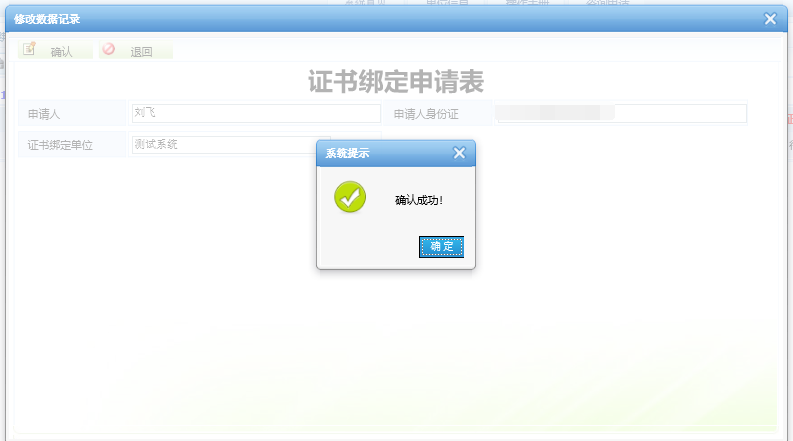 修改数据记录
确认 退回
证书绑定申请表
申请人 刘飞 申请人身份证
证书绑定单位 测试系统
系统提示
确认成功!
确定